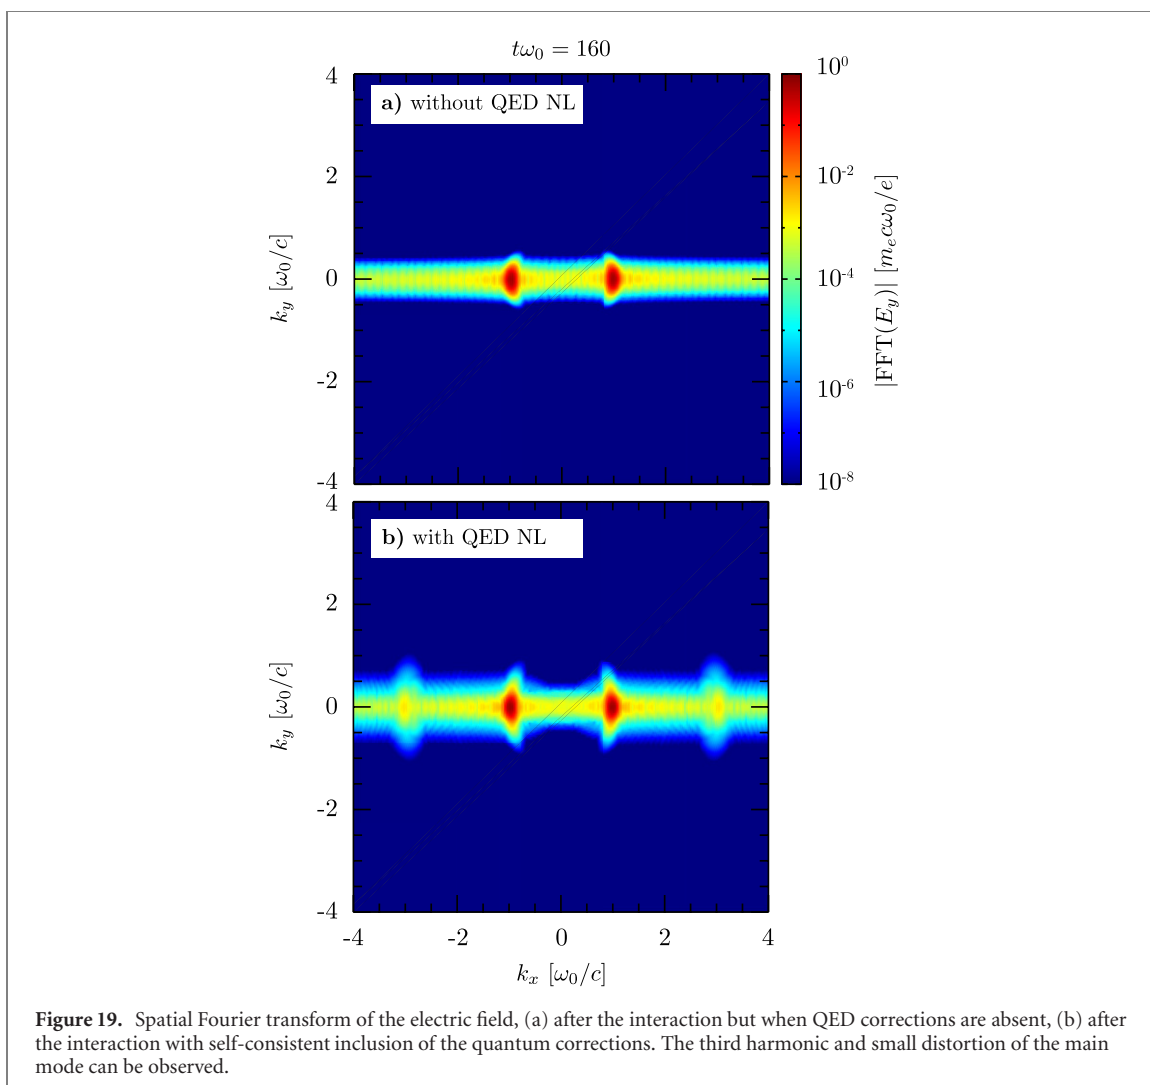 tω₀ = 160
4
a) without QED NL
2
0
-2
-4
k_y [ω₀/c]
10⁰
10⁻²
10⁻⁴
10⁻⁶
10⁻⁸
|FFT(E_y)| [m_e cω₀/e]
4
b) with QED NL
2
0
-2
-4
k_y [ω₀/c]
-4 -2 0 2 4
k_x [ω₀/c]
Figure 19. Spatial Fourier transform of the electric field, (a) after the interaction but when QED corrections are absent, (b) after
the interaction with self-consistent inclusion of the quantum corrections. The third harmonic and small distortion of the main
mode can be observed.